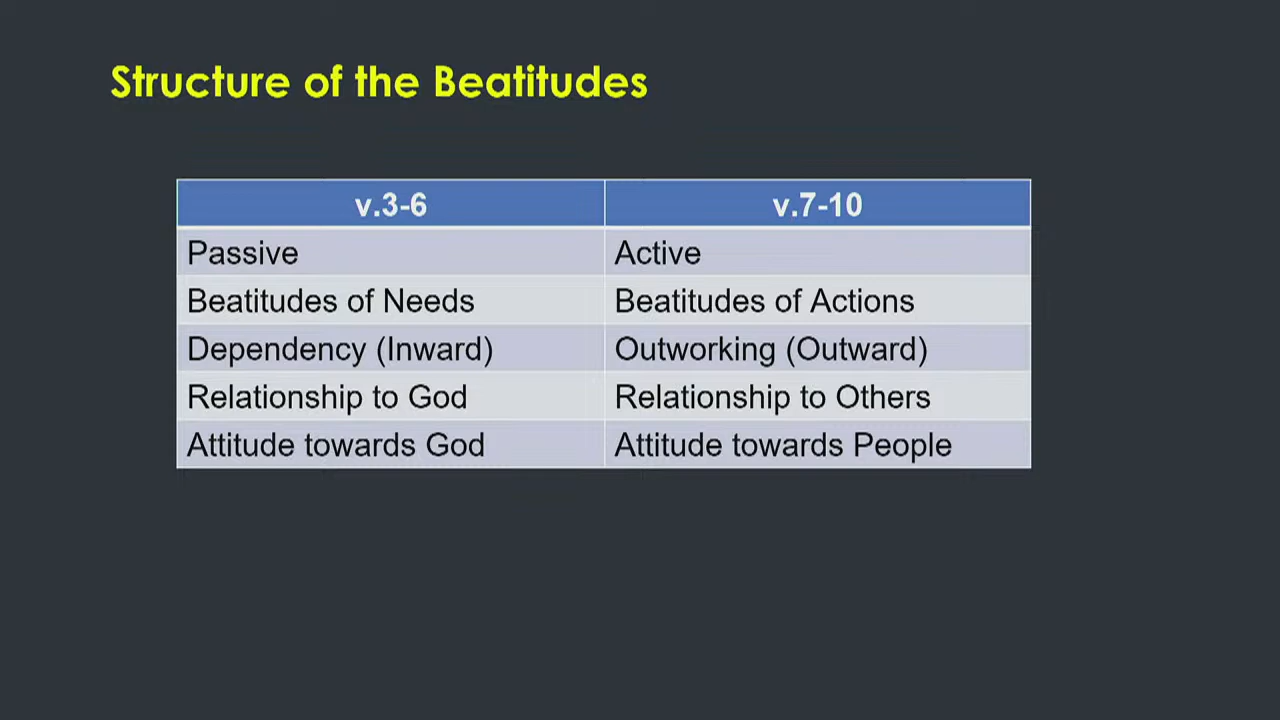 Structure of the Beatitudes
v.3-6 v.7-10
Passive Active
Beatitudes of Needs Beatitudes of Actions
Dependency (Inward) Outworking (Outward)
Relationship to God Relationship to Others
Attitude towards God Attitude towards People